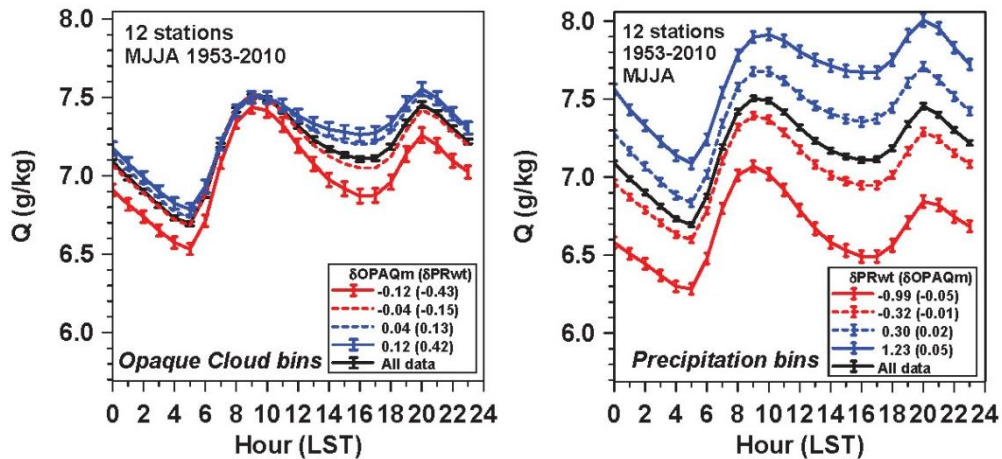 8.0
7.5
7.0
6.5
6.0
Q (g/kg)
12 stations
MJJA 1953-2010
δOPAQm (δPRwt)
-0.12 (-0.43)
-0.04 (-0.15)
0.04 (0.13)
0.12 (0.42)
All data
Opaque Cloud bins
0 2 4 6 8 10 12 14 16 18 20 22 24
Hour (LST)
8.0
7.5
7.0
6.5
6.0
Q (g/kg)
12 stations
1953-2010
MJJA
δPRwt (δOPAQm)
-0.99 (-0.05)
-0.32 (-0.01)
0.30 (0.02)
1.23 (0.05)
All data
Precipitation bins
0 2 4 6 8 10 12 14 16 18 20 22 24
Hour (LST)